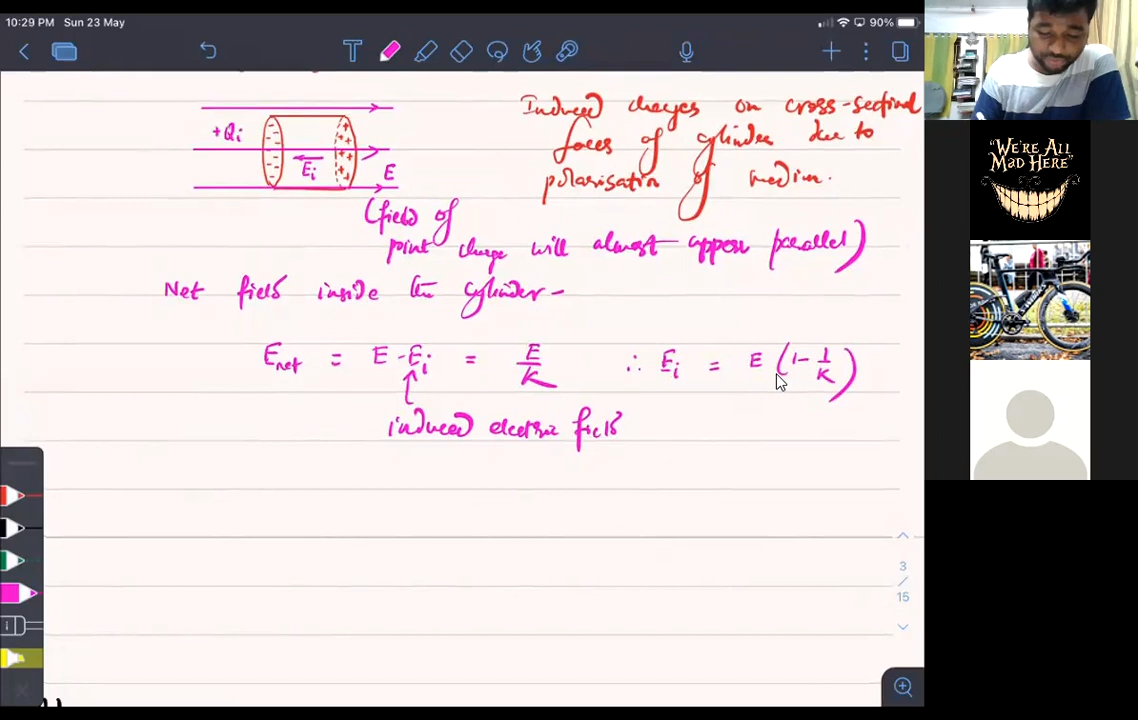 10:29 PM Sun 23 May
90%
T
Induced charges on cross-sectional
faces of cylinder due to
polarisation of medium.
+Qi
Ei
E
(field of
point charge will almost appear parallel)
Net field inside the cylinder -
Enet = E - Ei = E/K ∴ Ei = E(1 - 1/K)
induced electric field
3
/
15
WE'RE ALL
MAD HERE